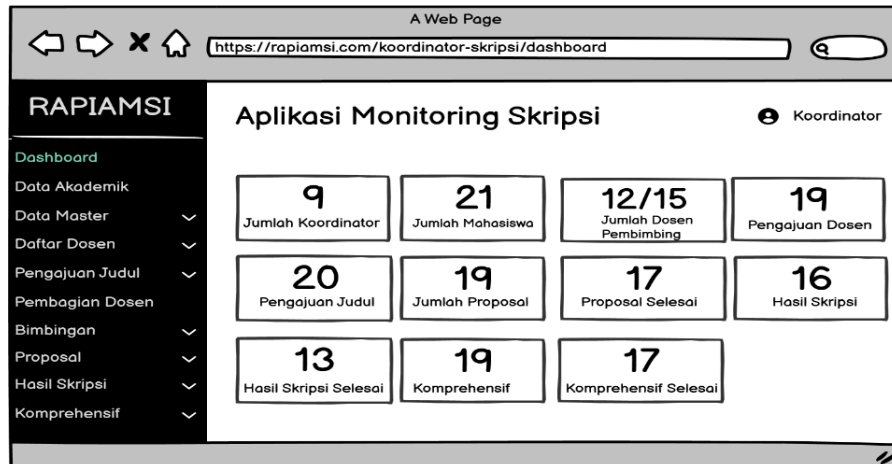 A Web Page
https://rapiamsi.com/koordinator-skripsi/dashboard
RAPIAMSI
Dashboard
Data Akademik
Data Master
Daftar Dosen
Pengajuan Judul
Pembagian Dosen
Bimbingan
Proposal
Hasil Skripsi
Komprehensif
Aplikasi Monitoring Skripsi
Koordinator
9
Jumlah Koordinator
21
Jumlah Mahasiswa
12/15
Jumlah Dosen
Pembimbing
19
Pengajuan Dosen
20
Pengajuan Judul
19
Jumlah Proposal
17
Proposal Selesai
16
Hasil Skripsi
13
Hasil Skripsi Selesai
19
Komprehensif
17
Komprehensif Selesai